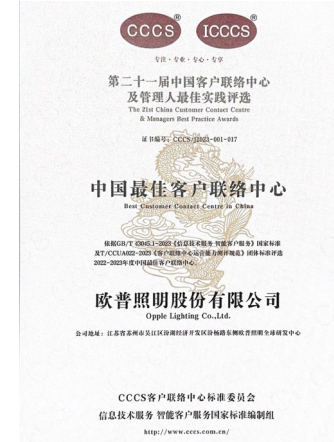 CCCS® ICCCS®
专注·专业·专心·专享
第二十一届中国客户联络中心
及管理人最佳实践评选
The 21st China Customer Contact Centre
& Managers Best Practice Awards
证书编号：CCCS/J2023-001-017
中国最佳客户联络中心
Best Customer Contact Centre in China
依据GB/T 43045.1-2023《信息技术服务 智能客户服务》国家标准
及T/CCUA022-2023《客户联络中心运营能力测评规范》团体标准评选
2022-2023年度中国最佳客户联络中心
欧普照明股份有限公司
Opple Lighting Co.,Ltd.
公司地址：江苏省苏州市吴江区汾湖经济开发区汾杨路东侧欧普照明全球研发中心
CCCS客户联络中心标准委员会
信息技术服务 智能客户服务国家标准编制组
http://www.cccs.com.cn/